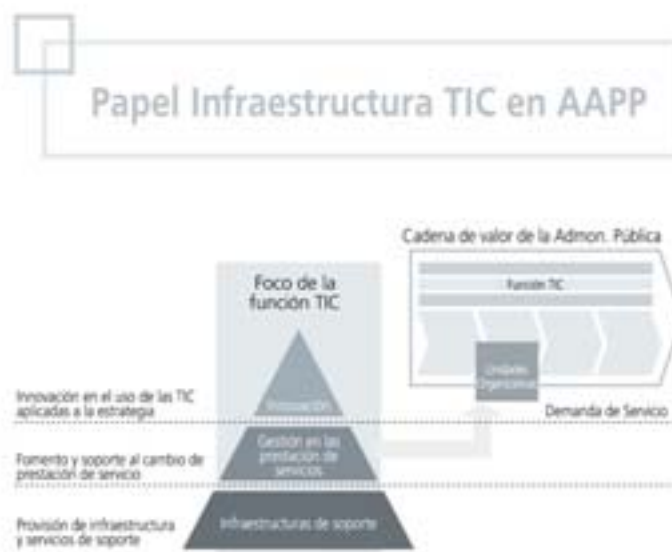 Papel Infraestructura TIC en AAPP
Cadena de valor de la Admon. Pública
Función TIC
Unidades
Organizativas
Demanda de Servicio
Foco de la
función TIC
Innovación
Gestión en las
prestación de
servicios
Infraestructuras de soporte
Innovación en el uso de las TIC
aplicadas a la estrategia
Fomento y soporte al cambio de
prestación de servicio
Provisión de infraestructura
y servicios de soporte